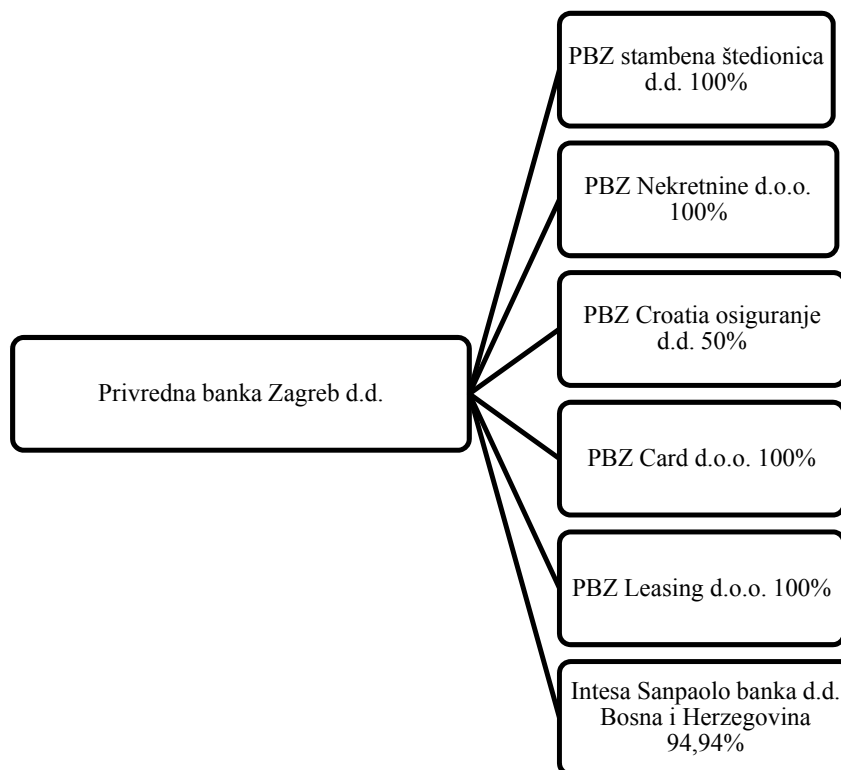 PBZ stambena štedionica
d.d. 100%
PBZ Nekretnine d.o.o.
100%
PBZ Croatia osiguranje
d.d. 50%
Privredna banka Zagreb d.d.
PBZ Card d.o.o. 100%
PBZ Leasing d.o.o. 100%
Intesa Sanpaolo banka d.d.
Bosna i Herzegovina
94,94%